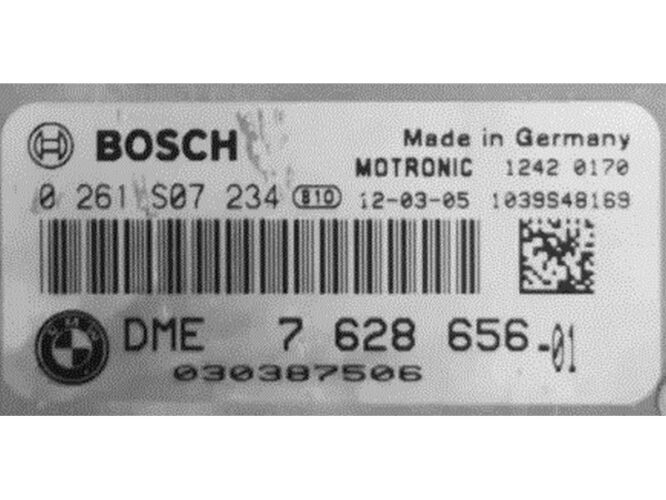 BOSCH
Made in Germany
MOTRONIC 1242 0170
0 261 S07 234 810 12-03-05 1039S48169
BMW
DME 7 628 656-01
030387506